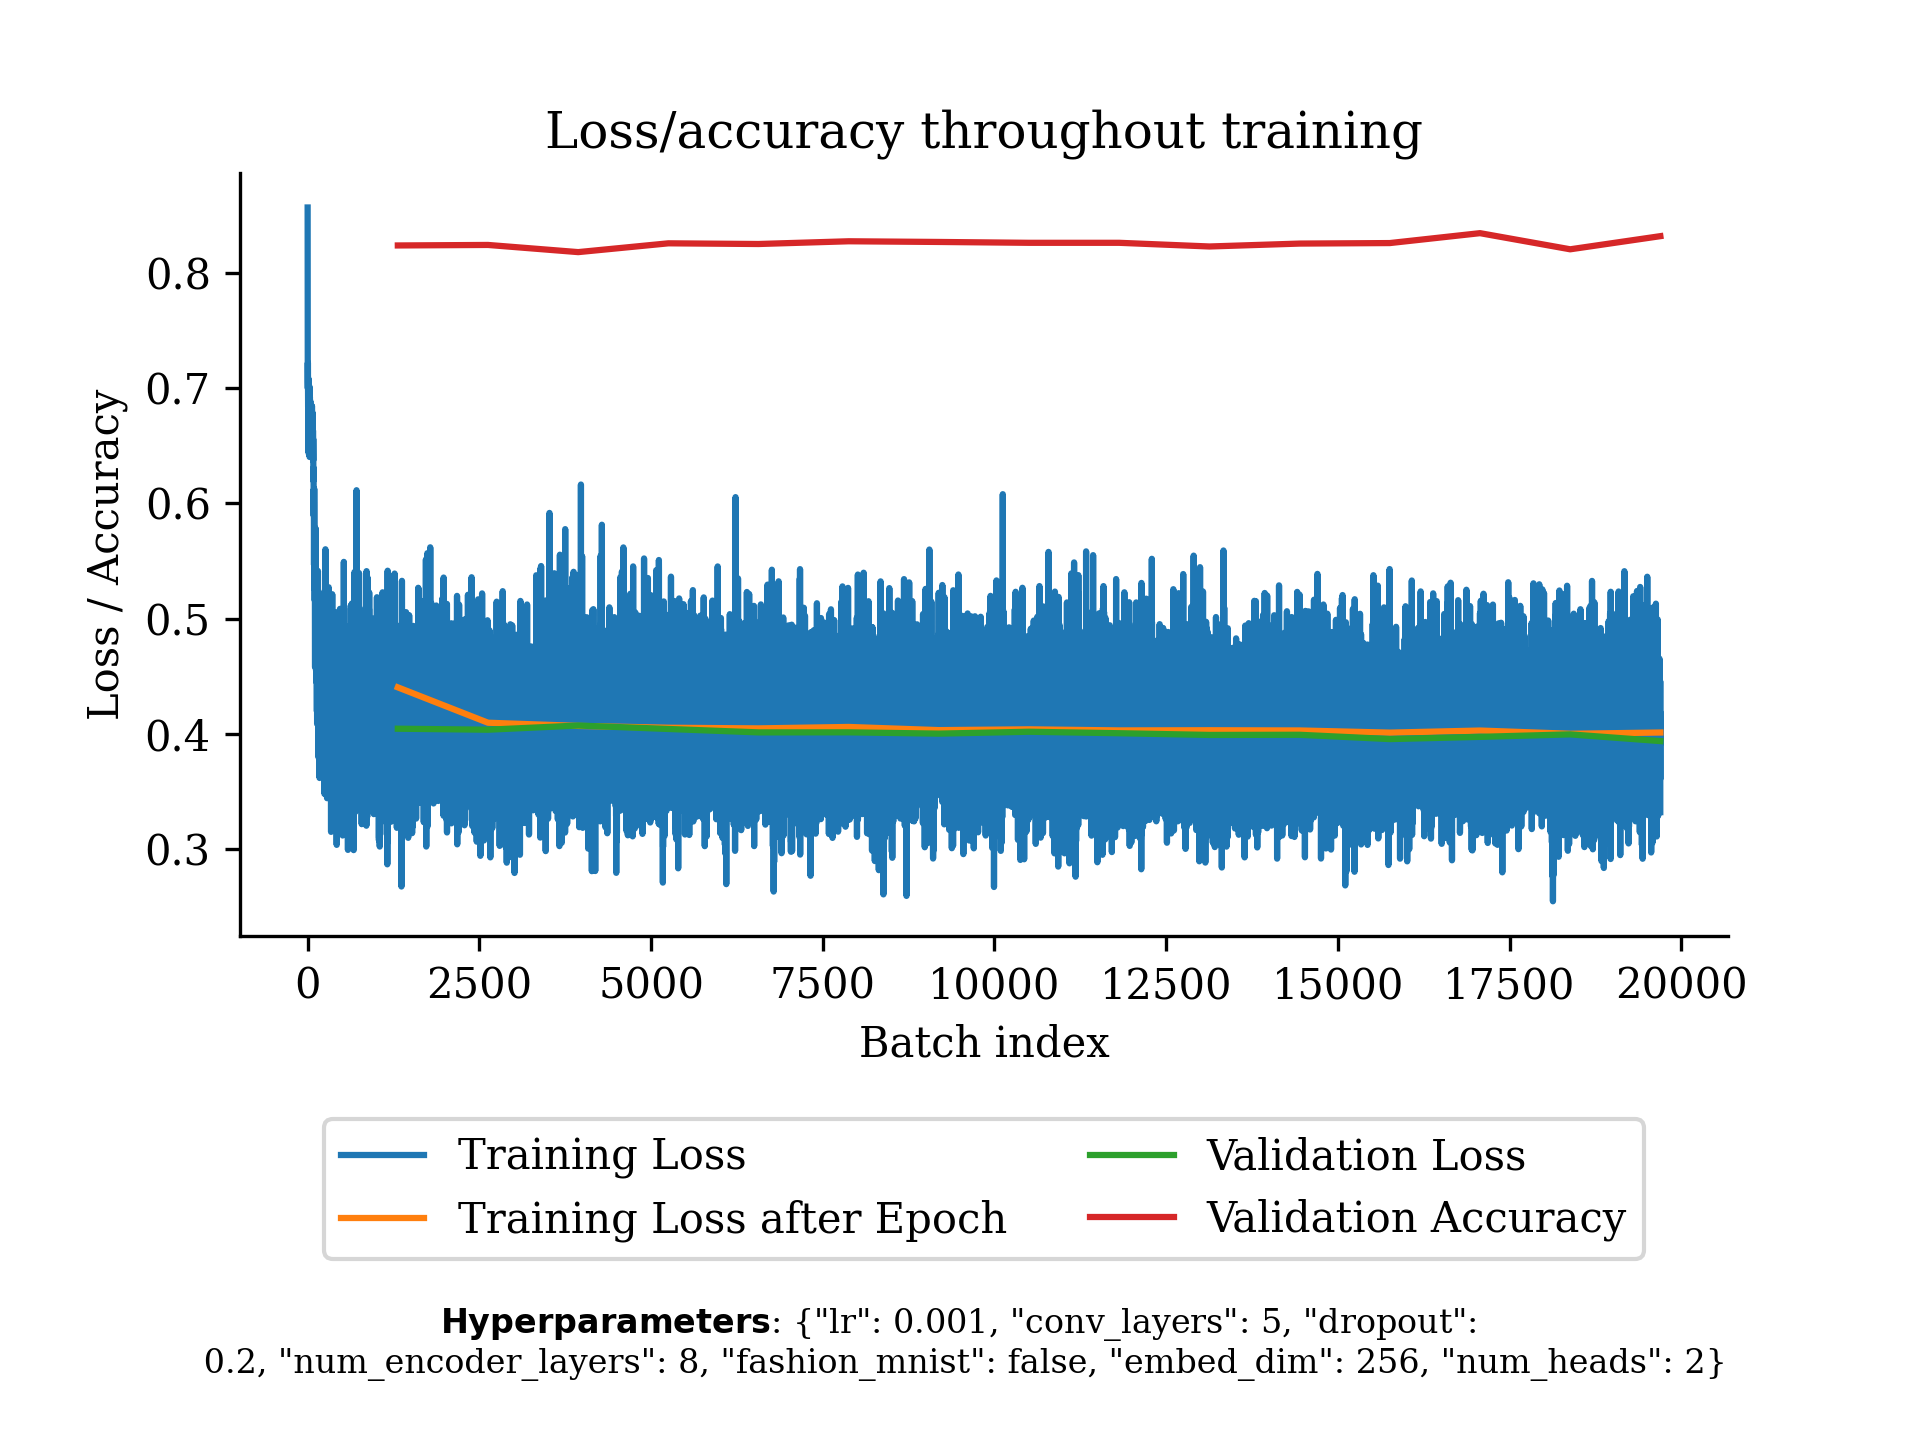 Loss/accuracy throughout training
Loss / Accuracy
0.8
0.7
0.6
0.5
0.4
0.3
0 2500 5000 7500 10000 12500 15000 17500 20000
Batch index
Training Loss
Training Loss after Epoch
Validation Loss
Validation Accuracy
Hyperparameters: {"lr": 0.001, "conv_layers": 5, "dropout":
0.2, "num_encoder_layers": 8, "fashion_mnist": false, "embed_dim": 256, "num_heads": 2}